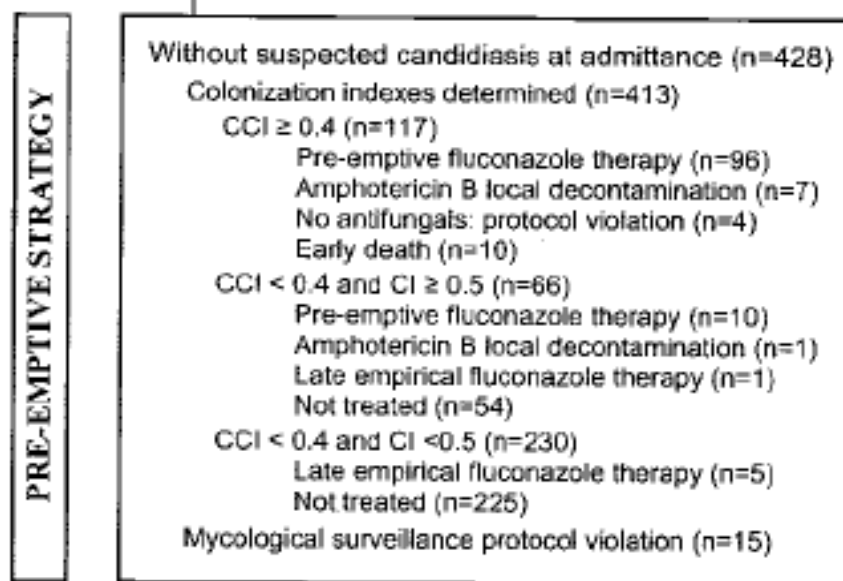 PRE-EMPTIVE STRATEGY
Without suspected candidiasis at admittance (n=428)
Colonization indexes determined (n=413)
CCI ≥ 0.4 (n=117)
Pre-emptive fluconazole therapy (n=96)
Amphotericin B local decontamination (n=7)
No antifungals: protocol violation (n=4)
Early death (n=10)
CCI < 0.4 and CI ≥ 0.5 (n=66)
Pre-emptive fluconazole therapy (n=10)
Amphotericin B local decontamination (n=1)
Late empirical fluconazole therapy (n=1)
Not treated (n=54)
CCI < 0.4 and CI <0.5 (n=230)
Late empirical fluconazole therapy (n=5)
Not treated (n=225)
Mycological surveillance protocol violation (n=15)